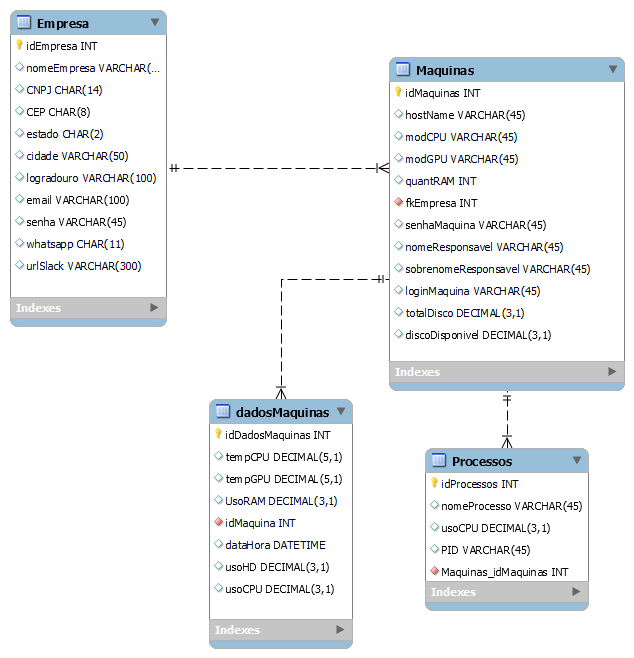 Empresa
idEmpresa INT
nomeEmpresa VARCHAR(...
CNPJ CHAR(14)
CEP CHAR(8)
estado CHAR(2)
cidade VARCHAR(50)
logradouro VARCHAR(100)
email VARCHAR(100)
senha VARCHAR(45)
whatsapp CHAR(11)
urlSlack VARCHAR(300)
Indexes
Maquinas
idMaquinas INT
hostName VARCHAR(45)
modCPU VARCHAR(45)
modGPU VARCHAR(45)
quantRAM INT
fkEmpresa INT
senhaMaquina VARCHAR(45)
nomeResponsavel VARCHAR(45)
sobrenomeResponsavel VARCHAR(45)
loginMaquina VARCHAR(45)
totalDisco DECIMAL(3,1)
discoDisponivel DECIMAL(3,1)
Indexes
dadosMaquinas
idDadosMaquinas INT
tempCPU DECIMAL(5,1)
tempGPU DECIMAL(5,1)
UsoRAM DECIMAL(3,1)
idMaquina INT
dataHora DATETIME
usoHD DECIMAL(3,1)
usoCPU DECIMAL(3,1)
Indexes
Processos
idProcessos INT
nomeProcesso VARCHAR(45)
usoCPU DECIMAL(3,1)
PID VARCHAR(45)
Maquinas_idMaquinas INT
Indexes